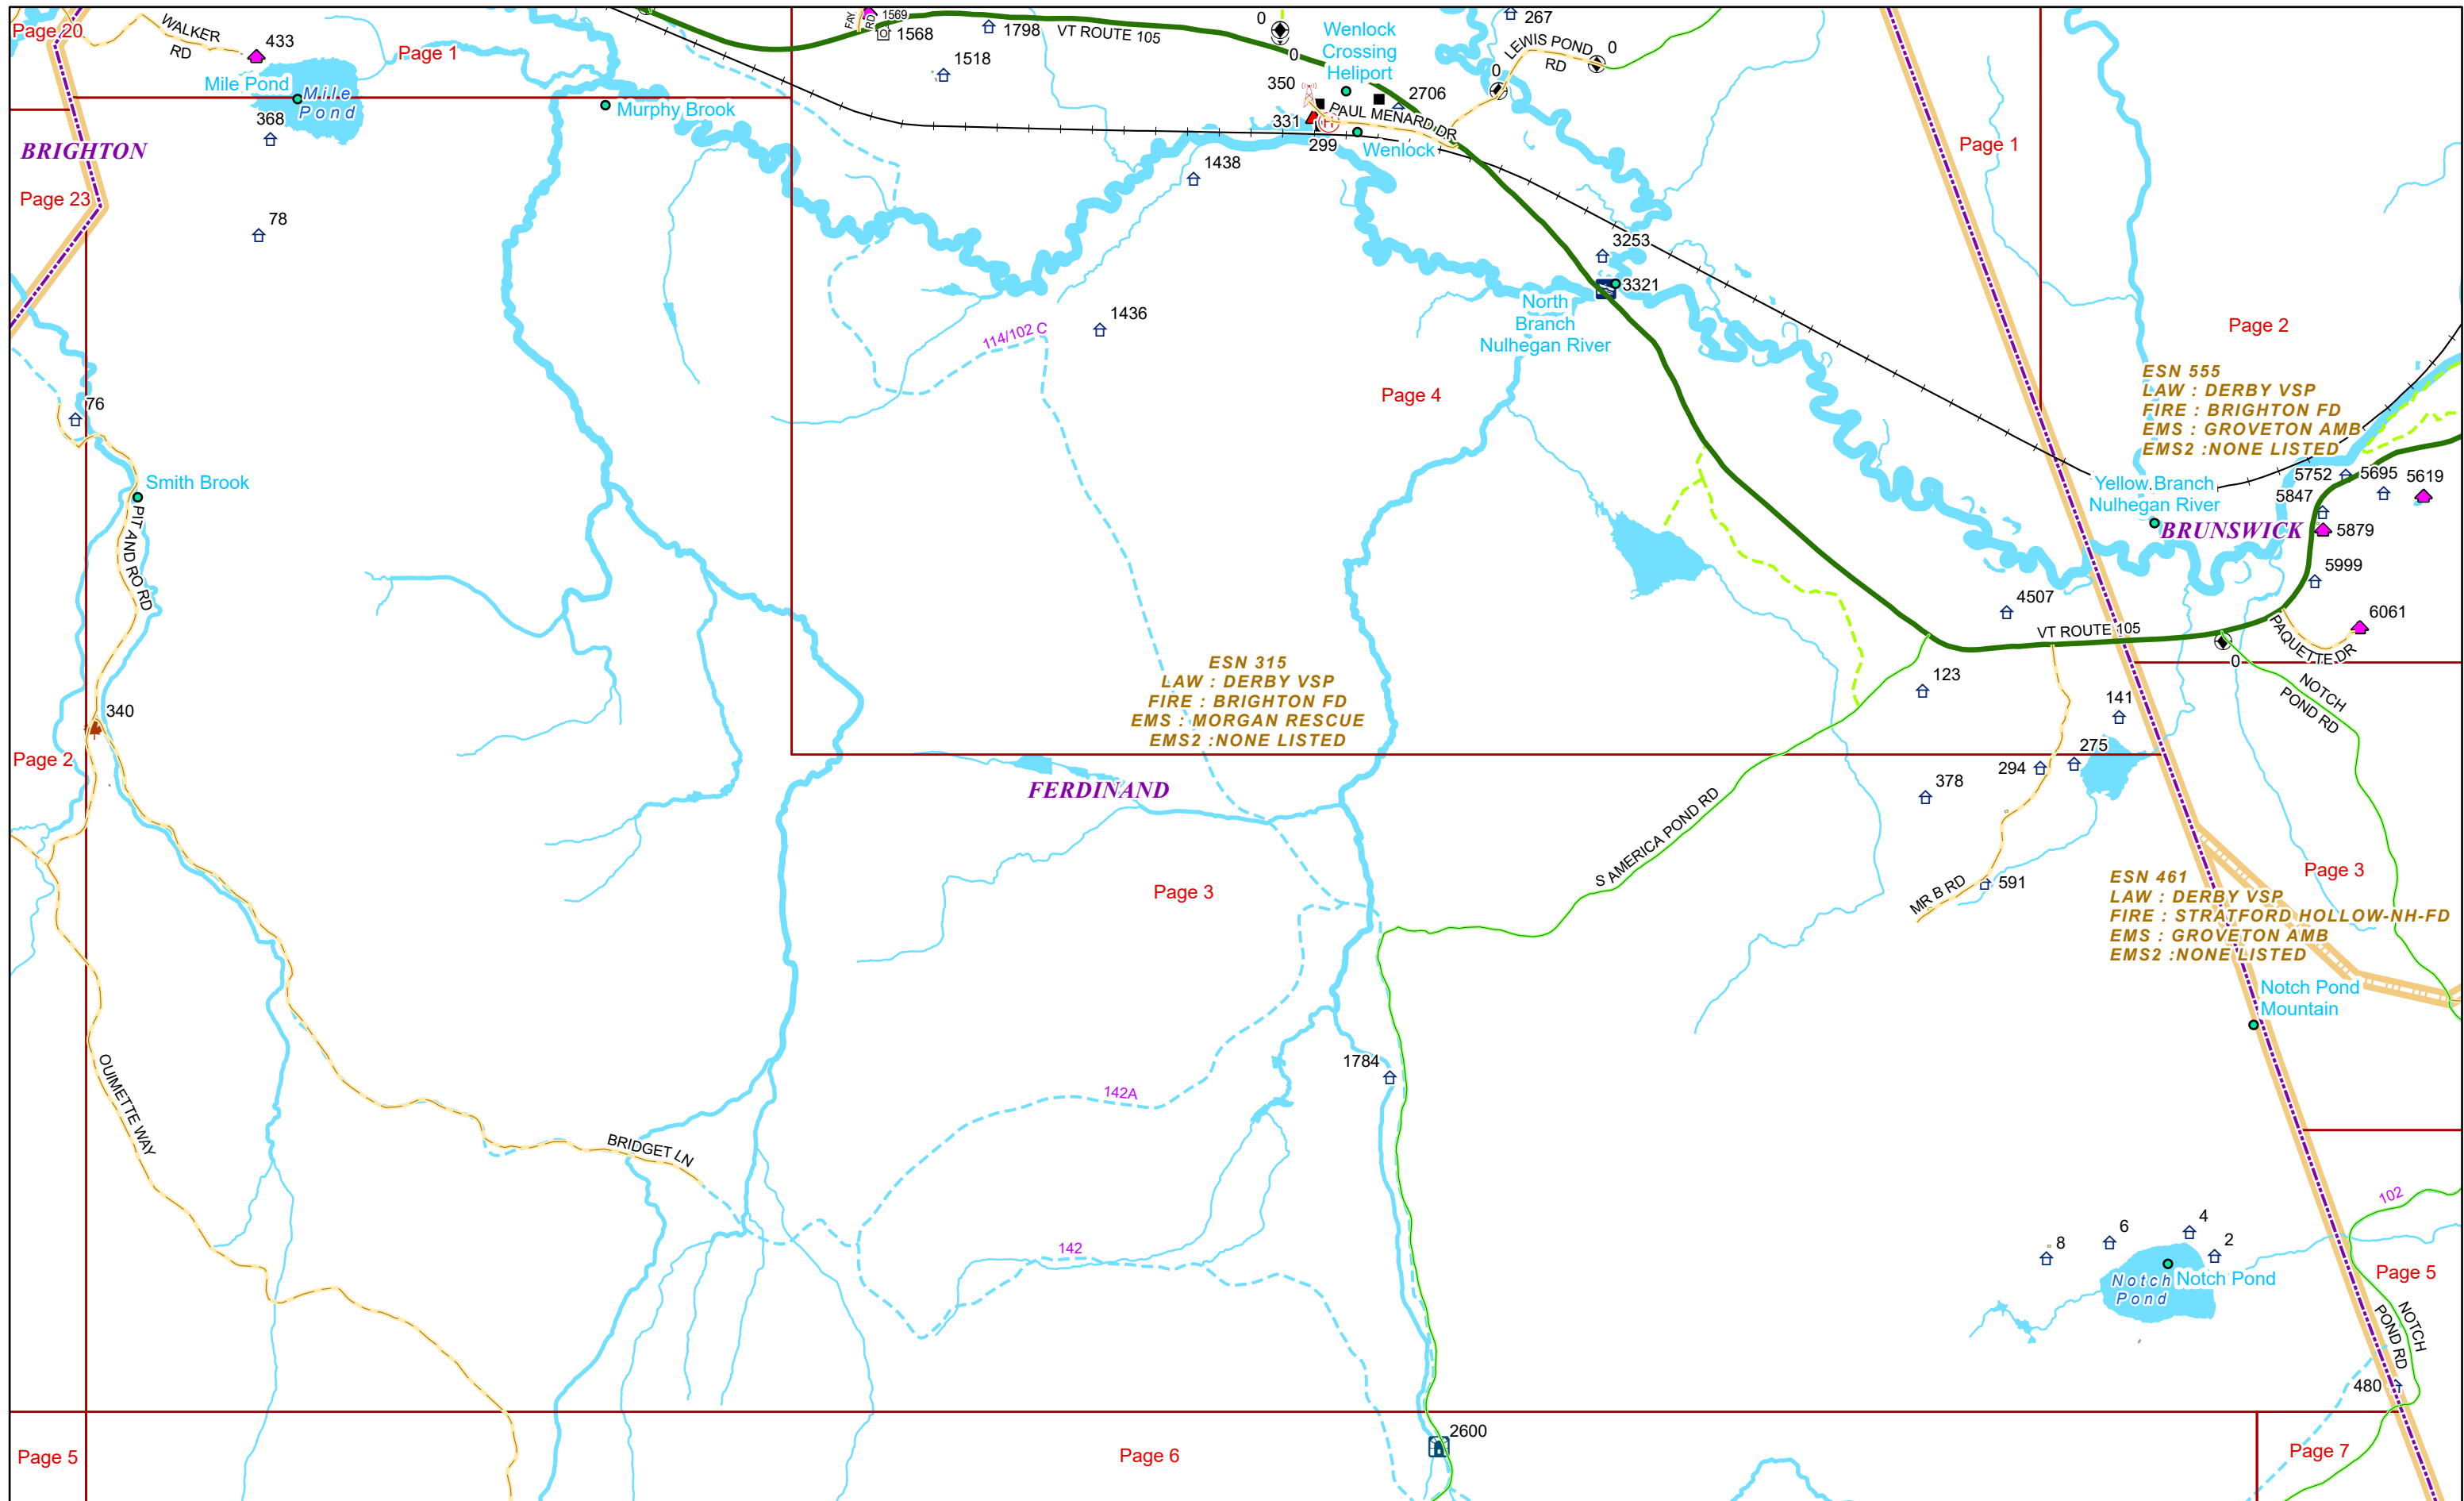 Page 20
WALKER
RD
433
Page 1
Mile Pond
Mile
Pond
368
BRIGHTON
Page 23
78
Murphy Brook
FAY
RD
1569
1568
1798
VT ROUTE 105
1518
0
0
Wenlock
Crossing
Heliport
350
331
H
299
PAUL MENARD DR
2706
Wenlock
1438
267
LEWIS POND
RD
0
0
Page 1
3253
3321
North
Branch
Nulhegan River
1436
114/102 C
Page 4
Page 2
ESN 555
LAW : DERBY VSP
FIRE : BRIGHTON FD
EMS : GROVETON AMB
EMS2 :NONE LISTED
76
Smith Brook
PIT AND RO RD
Yellow Branch
Nulhegan River
BRUNSWICK
5752
5695
5619
5847
5879
5999
6061
4507
VT ROUTE 105
PAQUETTE DR
0
NOTCH
POND RD
123
141
275
294
378
591
MR B RD
340
Page 2
ESN 315
LAW : DERBY VSP
FIRE : BRIGHTON FD
EMS : MORGAN RESCUE
EMS2 :NONE LISTED
FERDINAND
S AMERICA POND RD
Page 3
Page 3
ESN 461
LAW : DERBY VSP
FIRE : STRATFORD HOLLOW-NH-FD
EMS : GROVETON AMB
EMS2 :NONE LISTED
Notch Pond
Mountain
1784
142A
OUIMETTE WAY
BRIDGET LN
142
102
8
6
4
2
Notch
Pond
Notch Pond
Page 5
NOTCH
POND RD
480
2600
Page 5
Page 6
Page 7